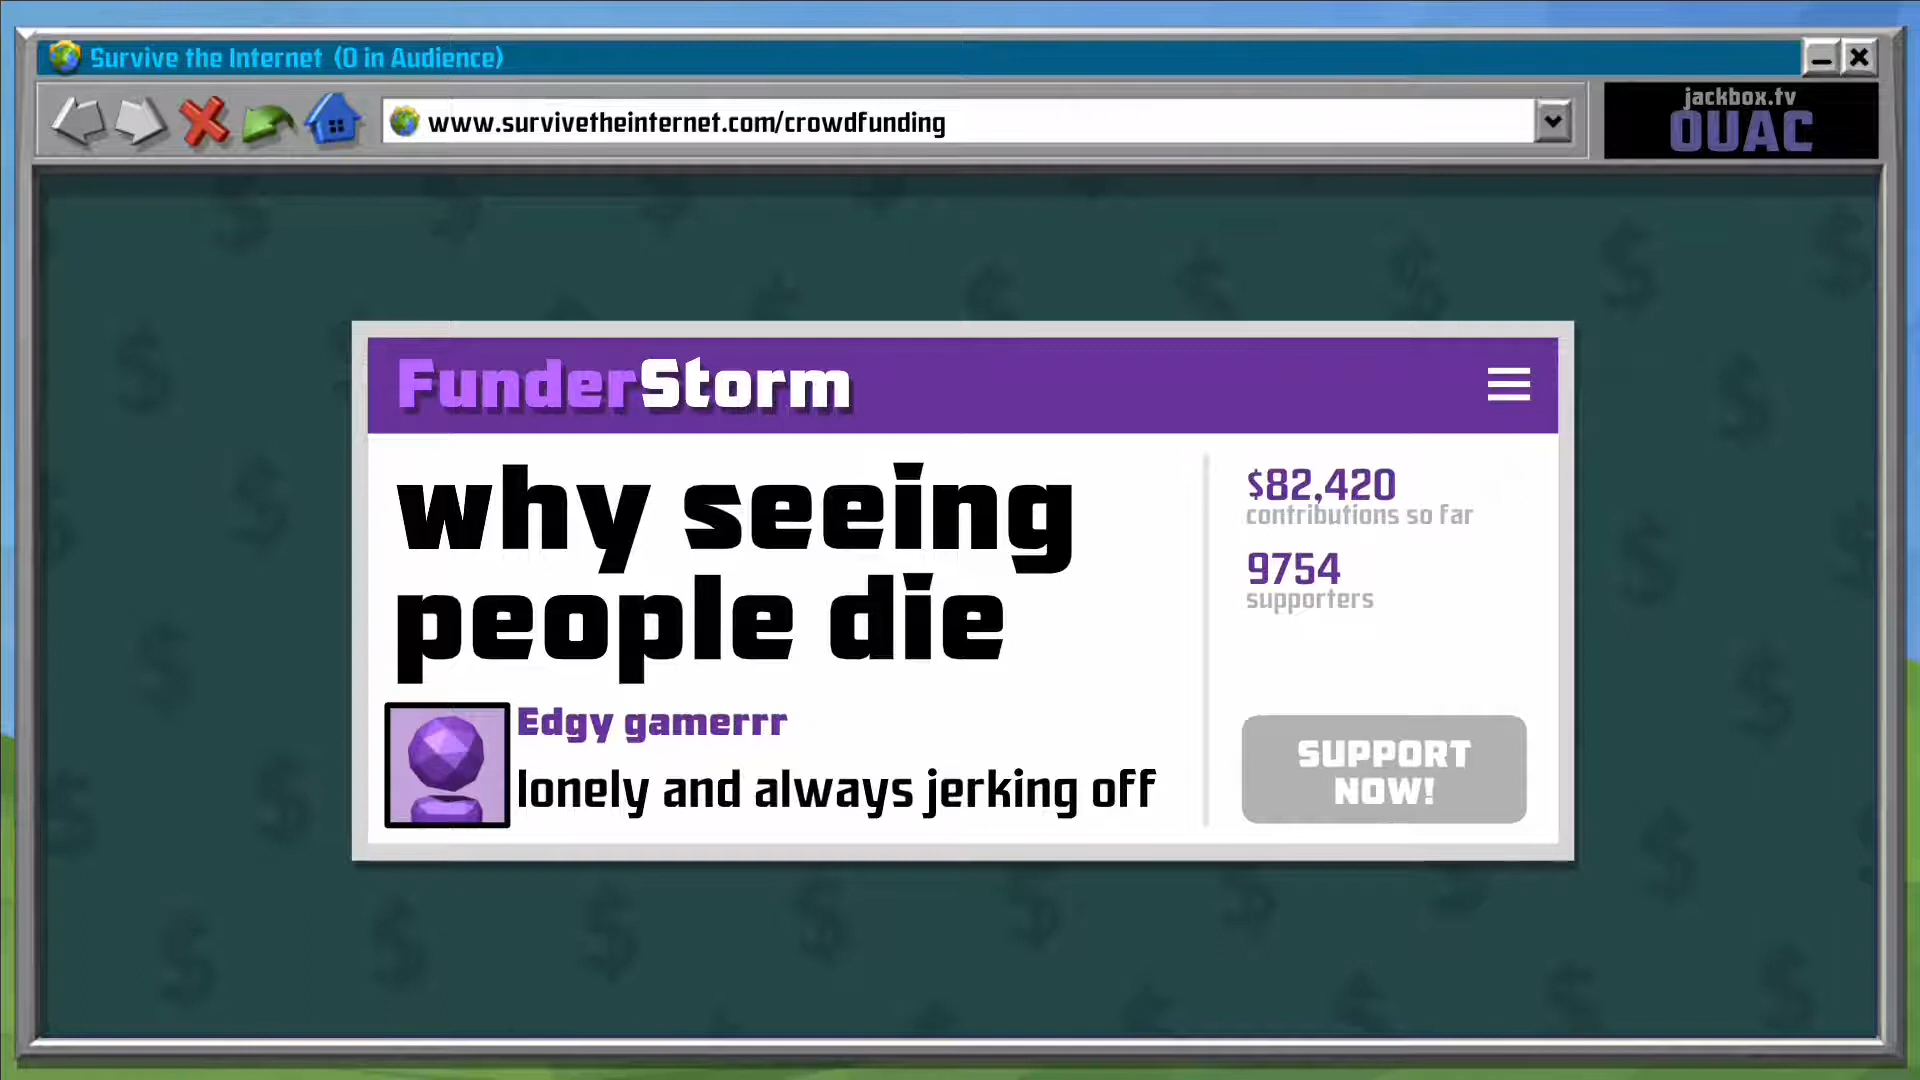 Survive the Internet (0 in Audience)
www.survivetheinternet.com/crowdfunding
jackbox.tv
OUAC
FunderStorm
why seeing
people die
Edgy gamerrr
lonely and always jerking off
$82,420
contributions so far
9754
supporters
SUPPORT
NOW!